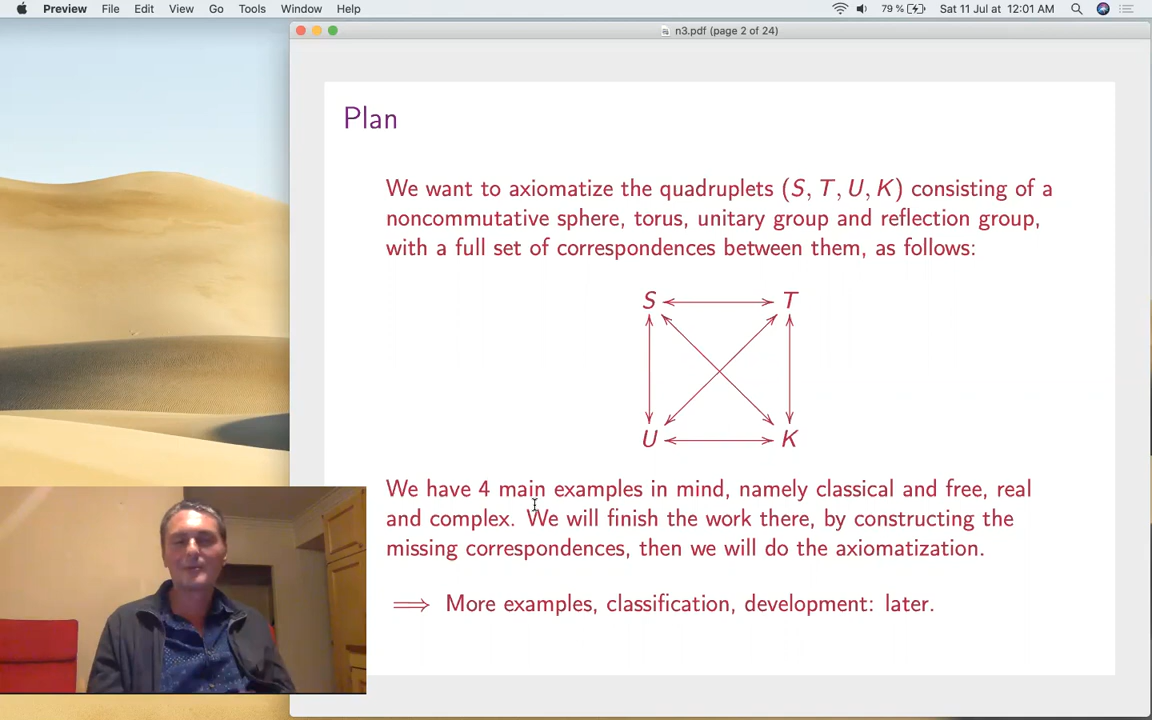 Preview File Edit View Go Tools Window Help 79 % Sat 11 Jul at 12:01 AM
n3.pdf (page 2 of 24)
Plan
We want to axiomatize the quadruplets (S, T, U, K) consisting of a
noncommutative sphere, torus, unitary group and reflection group,
with a full set of correspondences between them, as follows:
S T
U K
We have 4 main examples in mind, namely classical and free, real
and complex. We will finish the work there, by constructing the
missing correspondences, then we will do the axiomatization.
⟹ More examples, classification, development: later.